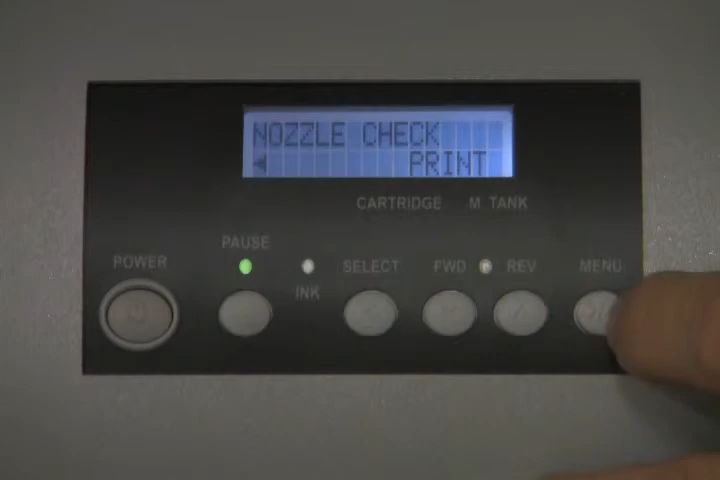 NOZZLE CHECK
PRINT
CARTRIDGE M TANK
PAUSE
POWER
SELECT FWD REV MENU
INK